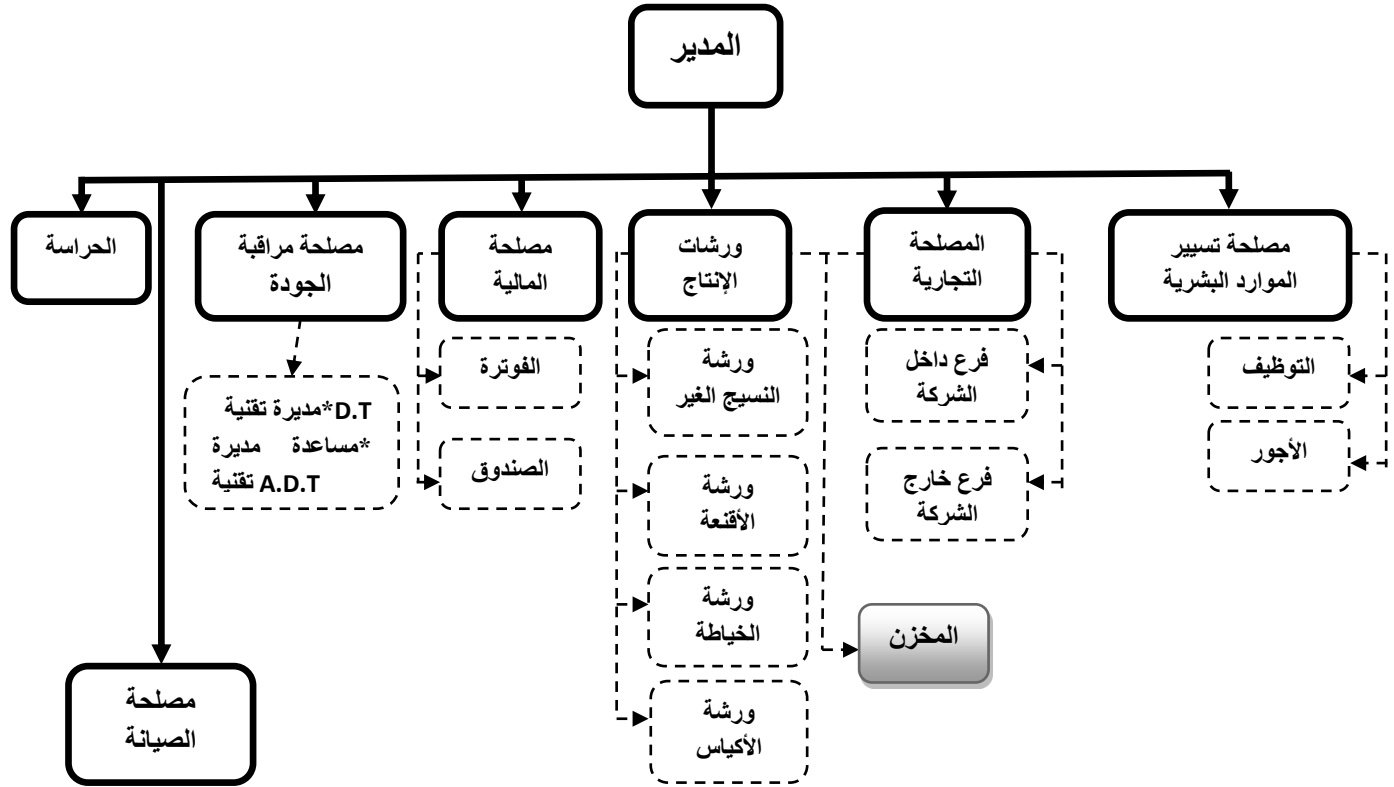 المدير
مصلحة تسيير
الموارد البشرية
المصلحة
التجارية
ورشات
الإنتاج
مصلحة
المالية
مصلحة مراقبة
الجودة
الحراسة
التوظيف
الأجور
فرع داخل
الشركة
فرع خارج
الشركة
المخزن
ورشة
النسيج الغير
ورشة
الأقنعة
ورشة
الخياطة
ورشة
الأكياس
الفوترة
الصندوق
D.T*مديرة تقنية
*مساعدة مديرة
تقنية A.D.T
مصلحة
الصيانة